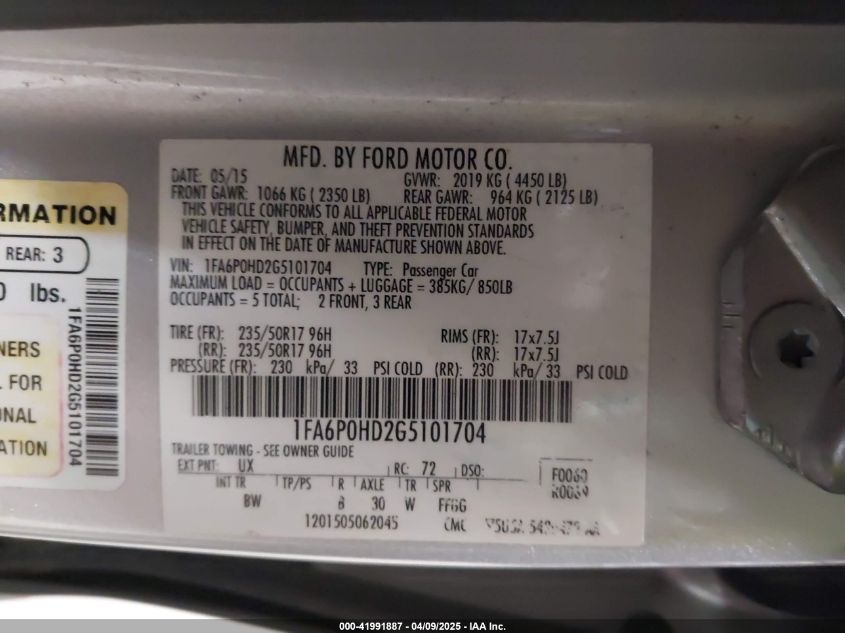 RMATION
REAR: 3
0 lbs.
NERS
L FOR
ONAL
ATION
1FA6P0HD2G5101704
MFD. BY FORD MOTOR CO.
DATE: 05/15 GVWR: 2019 KG ( 4450 LB)
FRONT GAWR: 1066 KG ( 2350 LB) REAR GAWR: 964 KG ( 2125 LB)
THIS VEHICLE CONFORMS TO ALL APPLICABLE FEDERAL MOTOR
VEHICLE SAFETY, BUMPER, AND THEFT PREVENTION STANDARDS
IN EFFECT ON THE DATE OF MANUFACTURE SHOWN ABOVE.
VIN: 1FA6P0HD2G5101704 TYPE: Passenger Car
MAXIMUM LOAD = OCCUPANTS + LUGGAGE = 385KG/ 850LB
OCCUPANTS = 5 TOTAL; 2 FRONT, 3 REAR
TIRE (FR): 235/50R17 96H RIMS (FR): 17x7.5J
(RR): 235/50R17 96H (RR): 17x7.5J
PRESSURE (FR): 230 kPa/ 33 PSI COLD (RR): 230 kPa/ 33 PSI COLD
1FA6P0HD2G5101704
TRAILER TOWING - SEE OWNER GUIDE
EXT PNT: UX RC: 72 DSO: F0060
INT TR TP/PS R AXLE TR SPR R0069
BW B 30 W FFGG
1201505062045 CMC
000-41991887 | 04/09/2025 - IAA Inc.